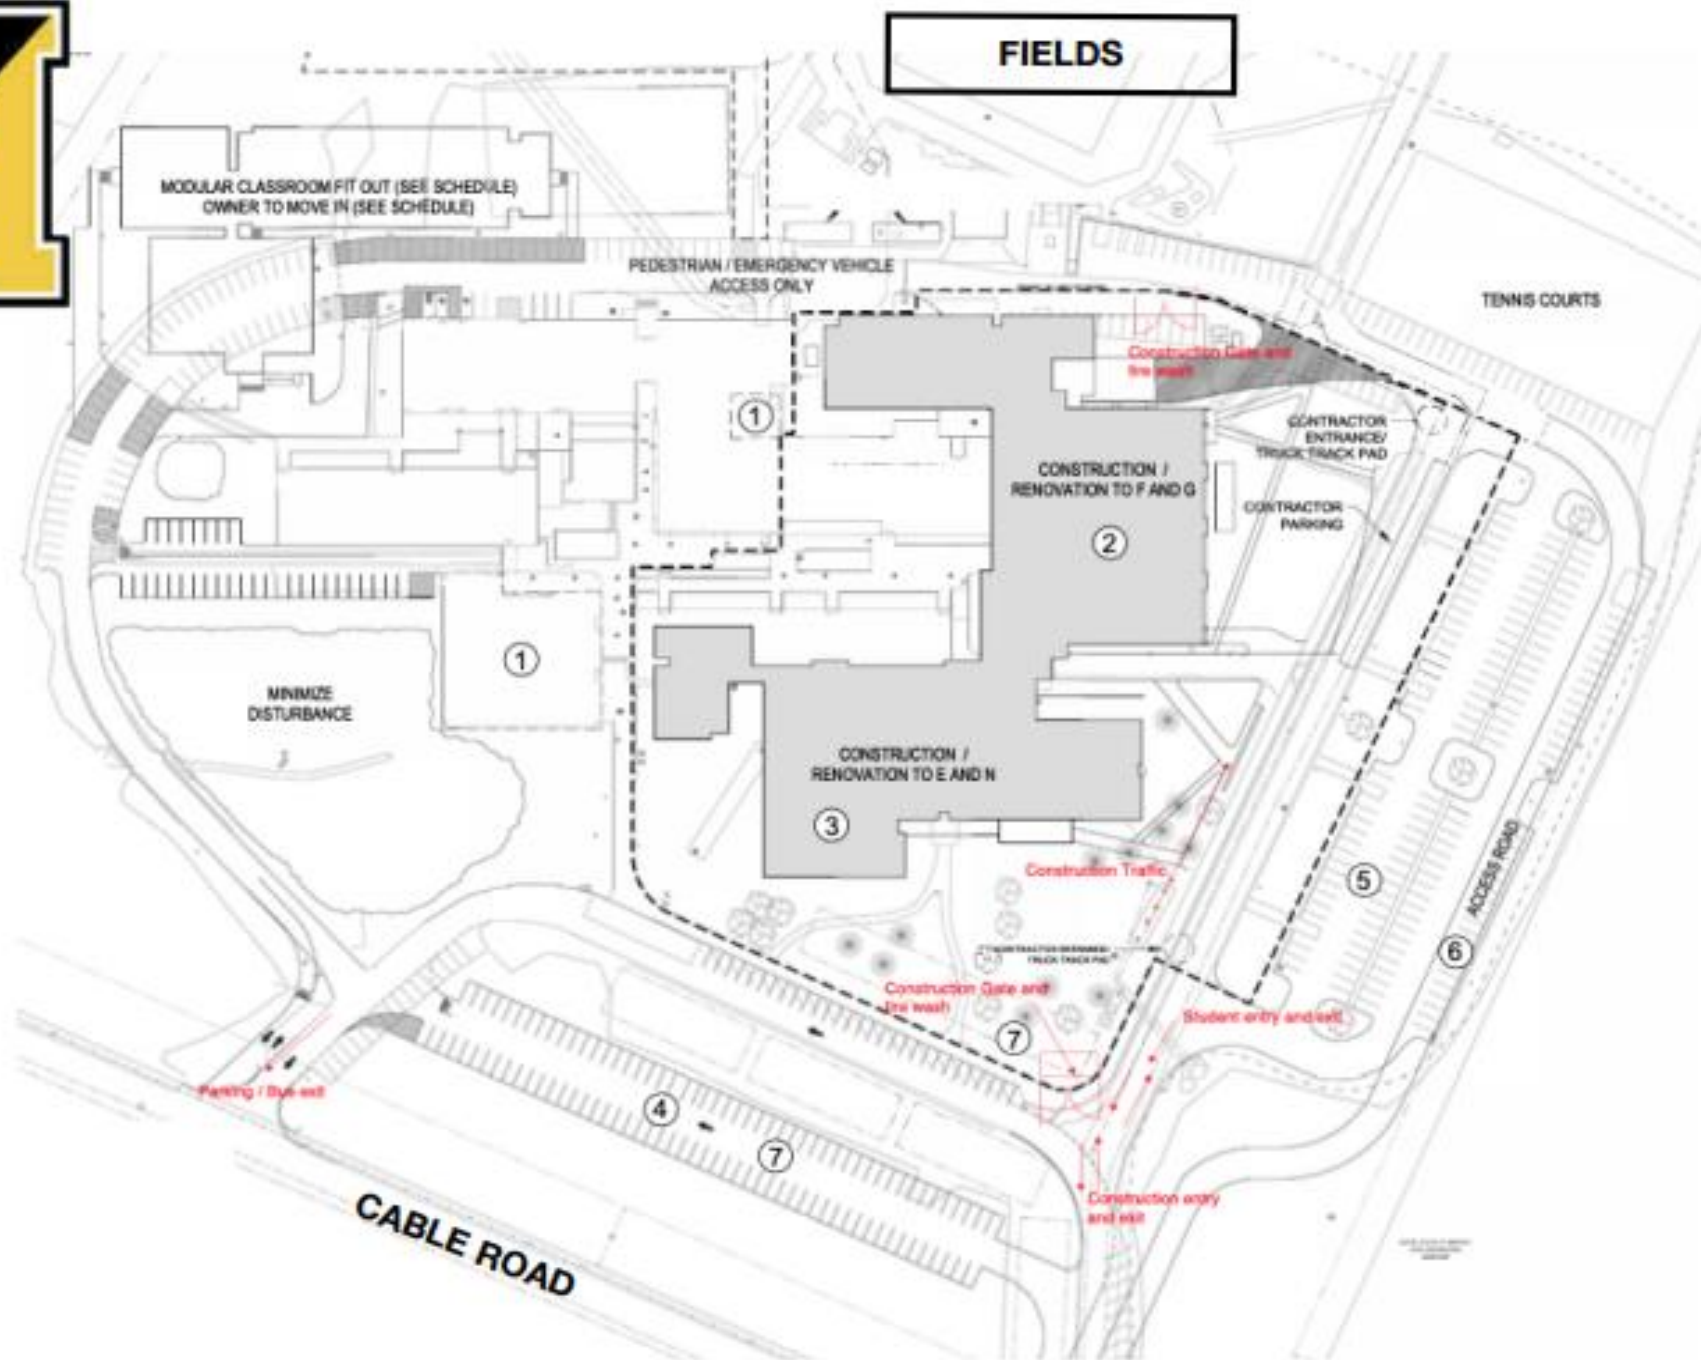 FIELDS
MODULAR CLASSROOM FIT OUT (SEE SCHEDULE)
OWNER TO MOVE IN (SEE SCHEDULE)
PEDESTRIAN / EMERGENCY VEHICLE
ACCESS ONLY
TENNIS COURTS
Construction Gate and
tire wash
1
CONTRACTOR
ENTRANCE/
TRUCK TRACK PAD
CONSTRUCTION /
RENOVATION TO F AND G
CONTRACTOR
PARKING
2
1
MINIMIZE
DISTURBANCE
CONSTRUCTION /
RENOVATION TO E AND N
3
Construction Traffic
5
ACCESS ROAD
6
TRUCK TRACK PAD
Construction Gate and
tire wash
Student entry and exit
7
Parking / Bus exit
4
7
Construction entry
and exit
CABLE ROAD